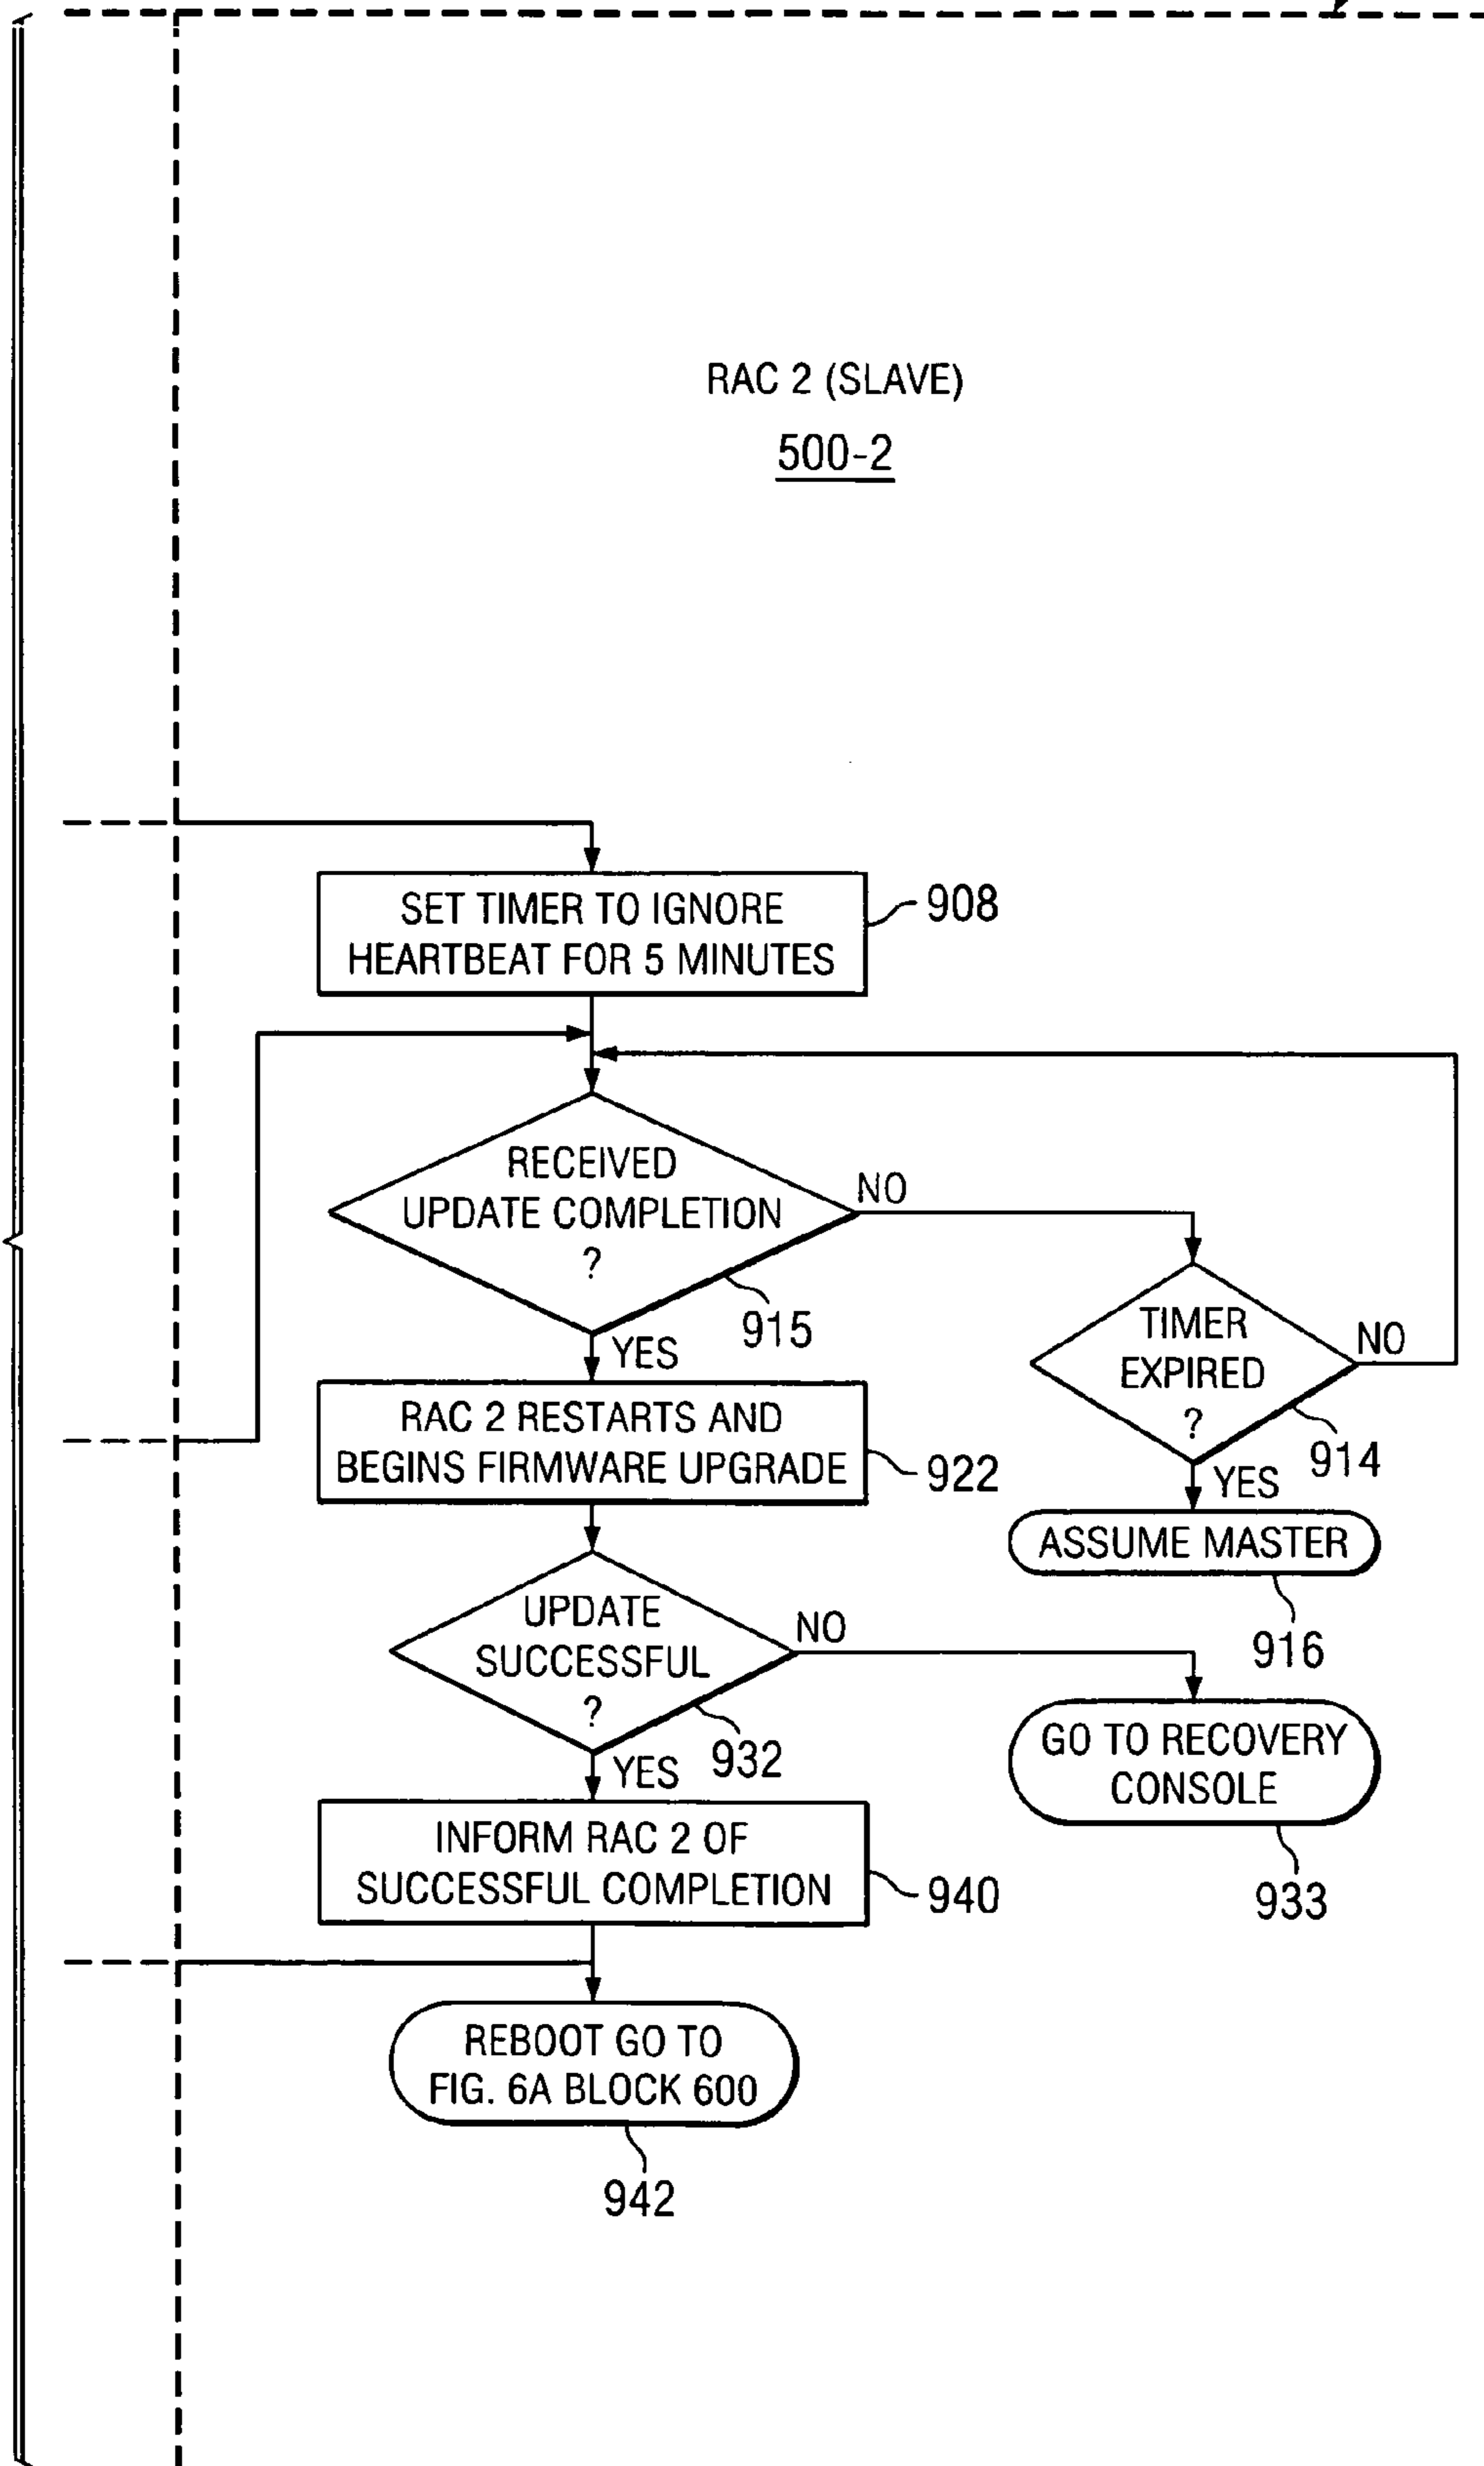 RAC 2 (SLAVE)
500-2
SET TIMER TO IGNORE
HEARTBEAT FOR 5 MINUTES
908
RECEIVED
UPDATE COMPLETION
?
915
NO
YES
TIMER
EXPIRED
?
914
NO
YES
RAC 2 RESTARTS AND
BEGINS FIRMWARE UPGRADE
922
ASSUME MASTER
916
UPDATE
SUCCESSFUL
?
932
NO
YES
GO TO RECOVERY
CONSOLE
933
INFORM RAC 2 OF
SUCCESSFUL COMPLETION
940
REBOOT GO TO
FIG. 6A BLOCK 600
942